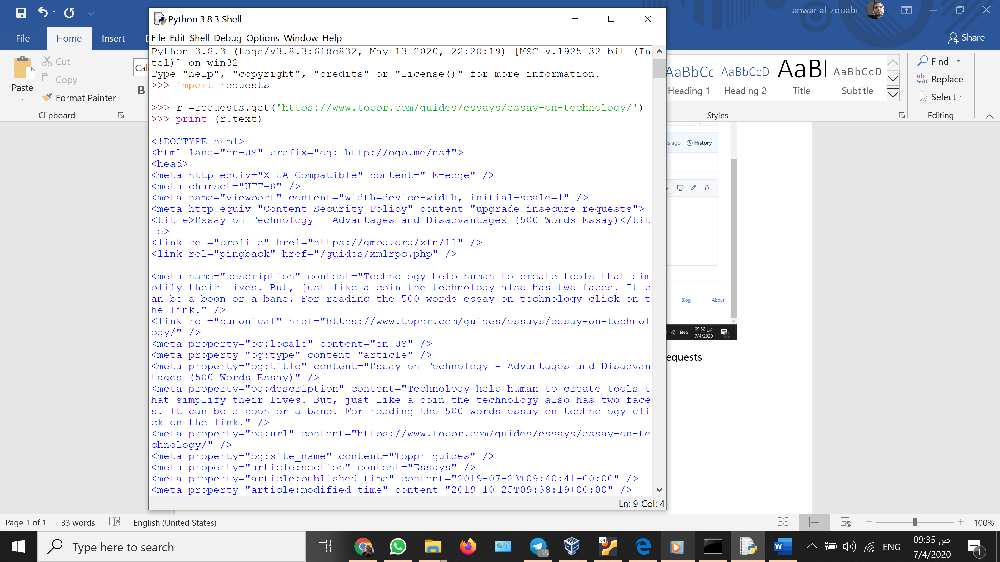 anwar al-zouabi
File
Home
Insert
Share
Paste
Cut
Copy
Format Painter
Clipboard
B
Python 3.8.3 Shell
File Edit Shell Debug Options Window Help
Python 3.8.3 (tags/v3.8.3:6f8c832, May 13 2020, 22:20:19) [MSC v.1925 32 bit (In
tel)] on win32
Type "help", "copyright", "credits" or "license()" for more information.
>>> import requests
>>> r =requests.get('https://www.toppr.com/guides/essays/essay-on-technology/')
>>> print (r.text)
<!DOCTYPE html>
<html lang="en-US" prefix="og: http://ogp.me/ns#">
<head>
<meta http-equiv="X-UA-Compatible" content="IE=edge" />
<meta charset="UTF-8" />
<meta name="viewport" content="width=device-width, initial-scale=1" />
<meta http-equiv="Content-Security-Policy" content="upgrade-insecure-requests">
<title>Essay on Technology - Advantages and Disadvantages (500 Words Essay)</tit
le>
<link rel="profile" href="https://gmpg.org/xfn/11" />
<link rel="pingback" href="/guides/xmlrpc.php" />
<meta name="description" content="Technology help human to create tools that sim
plify their lives. But, just like a coin the technology also has two faces. It c
an be a boon or a bane. For reading the 500 words essay on technology click on t
he link." />
<link rel="canonical" href="https://www.toppr.com/guides/essays/essay-on-technol
ogy/" />
<meta property="og:locale" content="en_US" />
<meta property="og:type" content="article" />
<meta property="og:title" content="Essay on Technology - Advantages and Disadvan
tages (500 Words Essay)" />
<meta property="og:description" content="Technology help human to create tools t
hat simplify their lives. But, just like a coin the technology also has two face
s. It can be a boon or a bane. For reading the 500 words essay on technology cli
ck on the link." />
<meta property="og:url" content="https://www.toppr.com/guides/essays/essay-on-te
chnology/" />
<meta property="og:site_name" content="Toppr-guides" />
<meta property="article:section" content="Essays" />
<meta property="article:published_time" content="2019-07-23T09:40:41+00:00" />
<meta property="article:modified_time" content="2019-10-25T09:38:19+00:00" />
Ln: 9 Col: 4
AaBbCc AaBbCcD AaB AaBbCcD
Heading 1 Heading 2 Title Subtitle
Styles
Find
Replace
Select
Editing
ago History
Blog About
ENG
09:32 ص
7/4/2020
equests
Page 1 of 1 33 words English (United States)
100%
Type here to search
64
..55
ENG
09:35 ص
7/4/2020
١